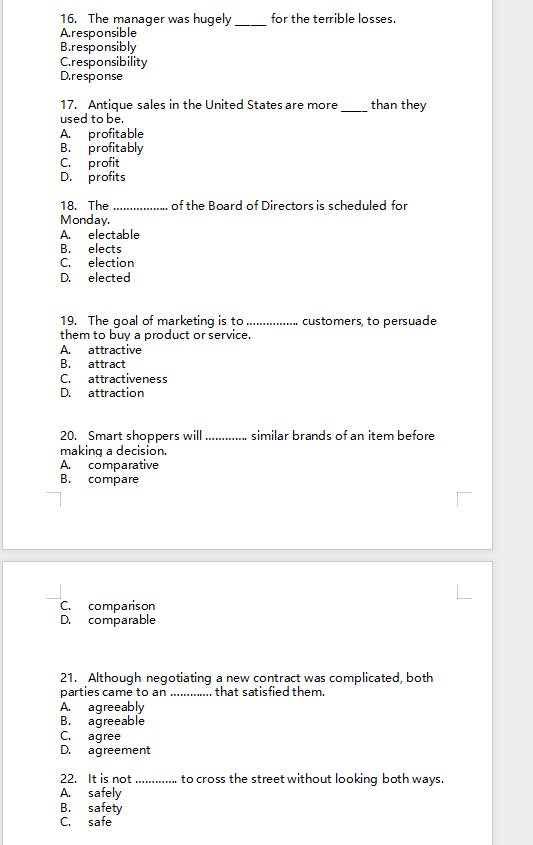 16. The manager was hugely _____ for the terrible losses.
A.responsible
B.responsibly
C.responsibility
D.response
17. Antique sales in the United States are more ____ than they
used to be.
A. profitable
B. profitably
C. profit
D. profits
18. The ................. of the Board of Directors is scheduled for
Monday.
A. electable
B. elects
C. election
D. elected
19. The goal of marketing is to ................ customers, to persuade
them to buy a product or service.
A. attractive
B. attract
C. attractiveness
D. attraction
20. Smart shoppers will ............. similar brands of an item before
making a decision.
A. comparative
B. compare
C. comparison
D. comparable
21. Although negotiating a new contract was complicated, both
parties came to an ............. that satisfied them.
A. agreeably
B. agreeable
C. agree
D. agreement
22. It is not ............. to cross the street without looking both ways.
A. safely
B. safety
C. safe